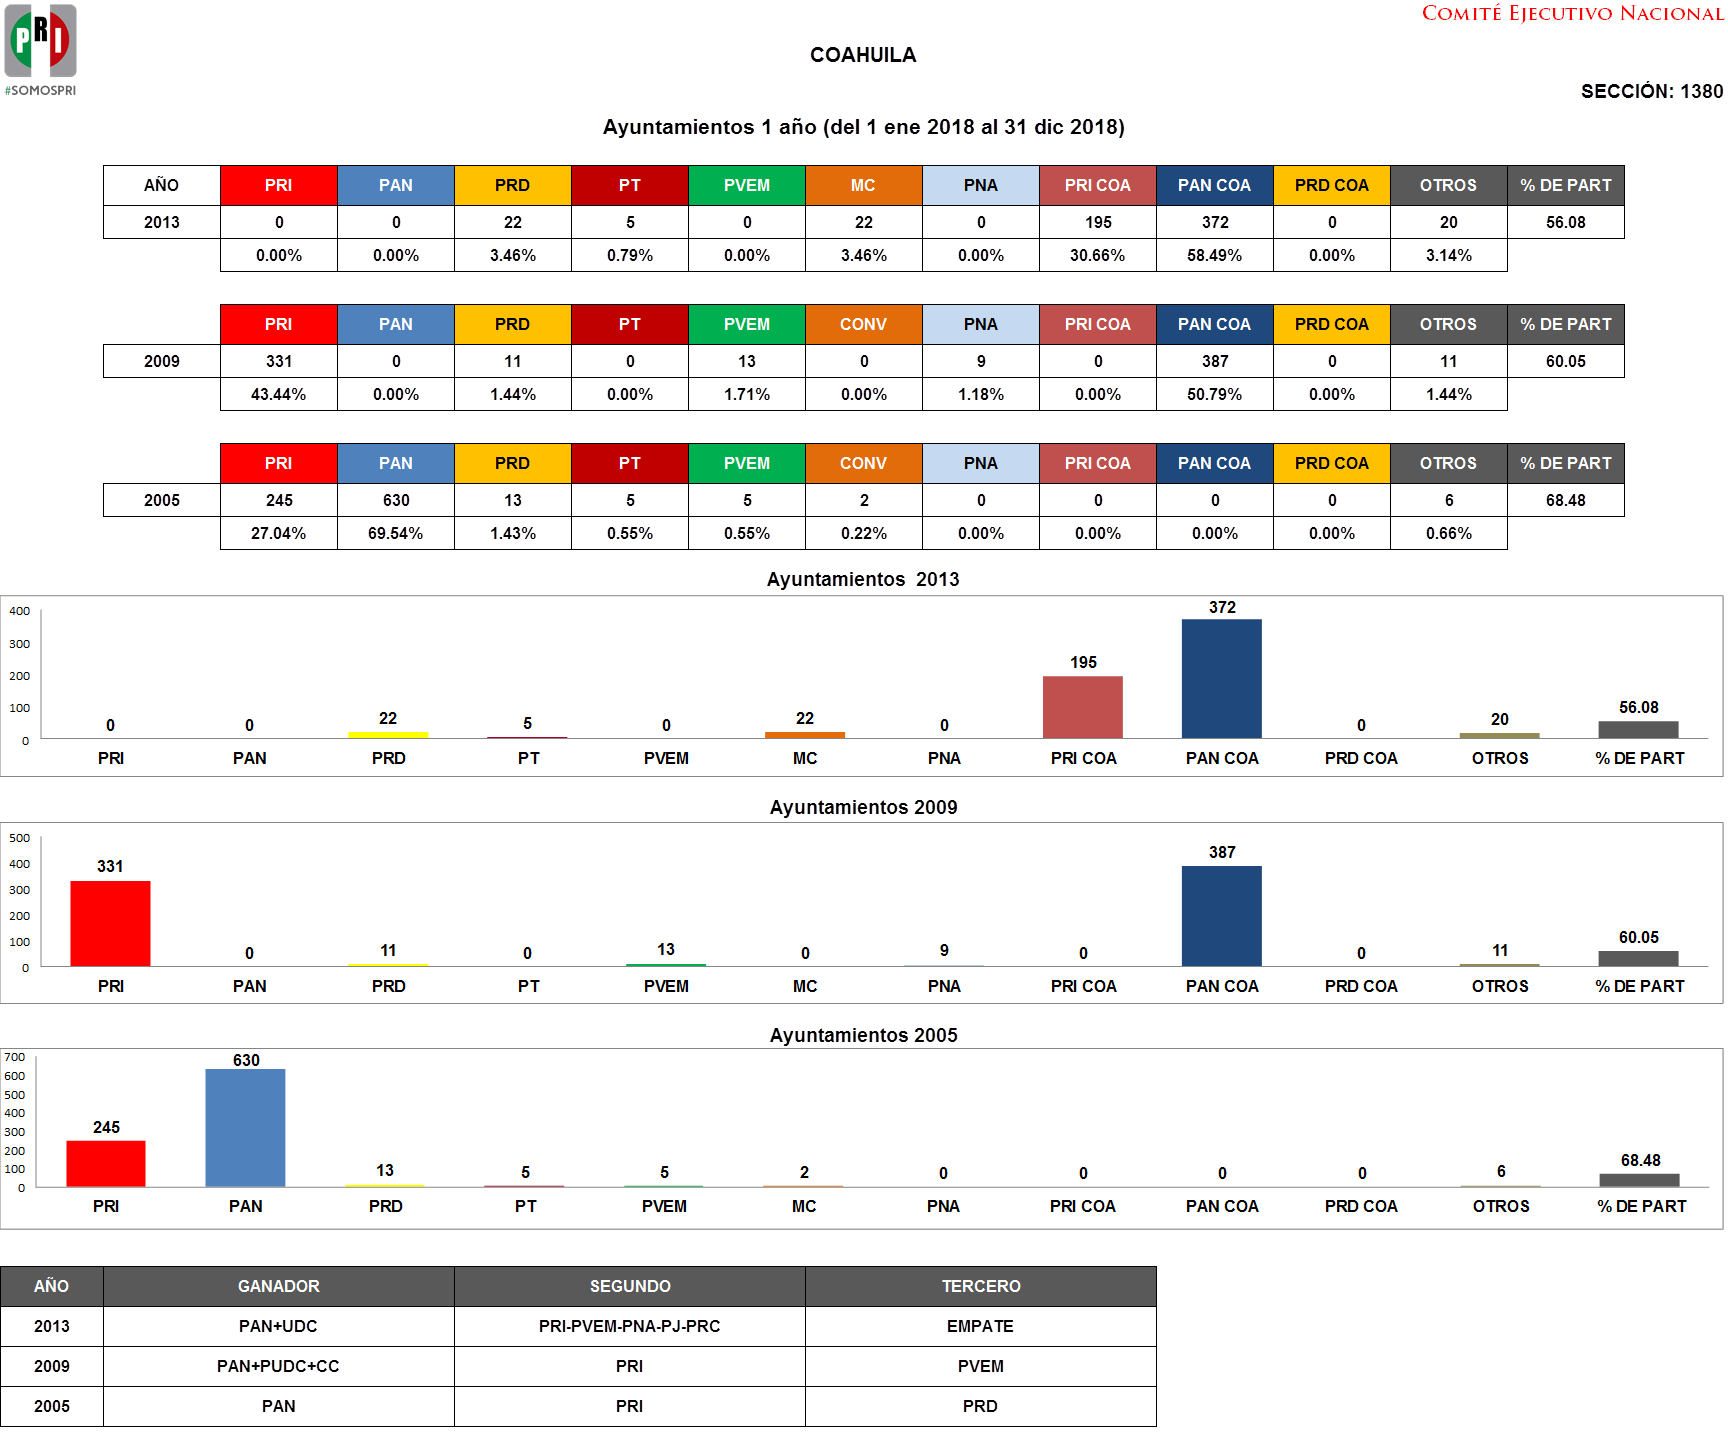 COMITÉ EJECUTIVO NACIONAL
PRI
#SOMOSPRI
COAHUILA
SECCIÓN: 1380
Ayuntamientos 1 año (del 1 ene 2018 al 31 dic 2018)
AÑO PRI PAN PRD PT PVEM MC PNA PRI COA PAN COA PRD COA OTROS % DE PART
2013 0 0 22 5 0 22 0 195 372 0 20 56.08
0.00% 0.00% 3.46% 0.79% 0.00% 3.46% 0.00% 30.66% 58.49% 0.00% 3.14%
PRI PAN PRD PT PVEM CONV PNA PRI COA PAN COA PRD COA OTROS % DE PART
2009 331 0 11 0 13 0 9 0 387 0 11 60.05
43.44% 0.00% 1.44% 0.00% 1.71% 0.00% 1.18% 0.00% 50.79% 0.00% 1.44%
PRI PAN PRD PT PVEM CONV PNA PRI COA PAN COA PRD COA OTROS % DE PART
2005 245 630 13 5 5 2 0 0 0 0 6 68.48
27.04% 69.54% 1.43% 0.55% 0.55% 0.22% 0.00% 0.00% 0.00% 0.00% 0.66%
Ayuntamientos 2013
400
300
200
100
0
0 0 22 5 0 22 0 195 372 0 20 56.08
PRI PAN PRD PT PVEM MC PNA PRI COA PAN COA PRD COA OTROS % DE PART
Ayuntamientos 2009
500
400
300
200
100
0
331 0 11 0 13 0 9 0 387 0 11 60.05
PRI PAN PRD PT PVEM MC PNA PRI COA PAN COA PRD COA OTROS % DE PART
Ayuntamientos 2005
700
600
500
400
300
200
100
0
245 630 13 5 5 2 0 0 0 0 6 68.48
PRI PAN PRD PT PVEM MC PNA PRI COA PAN COA PRD COA OTROS % DE PART
AÑO GANADOR SEGUNDO TERCERO
2013 PAN+UDC PRI-PVEM-PNA-PJ-PRC EMPATE
2009 PAN+PUDC+CC PRI PVEM
2005 PAN PRI PRD